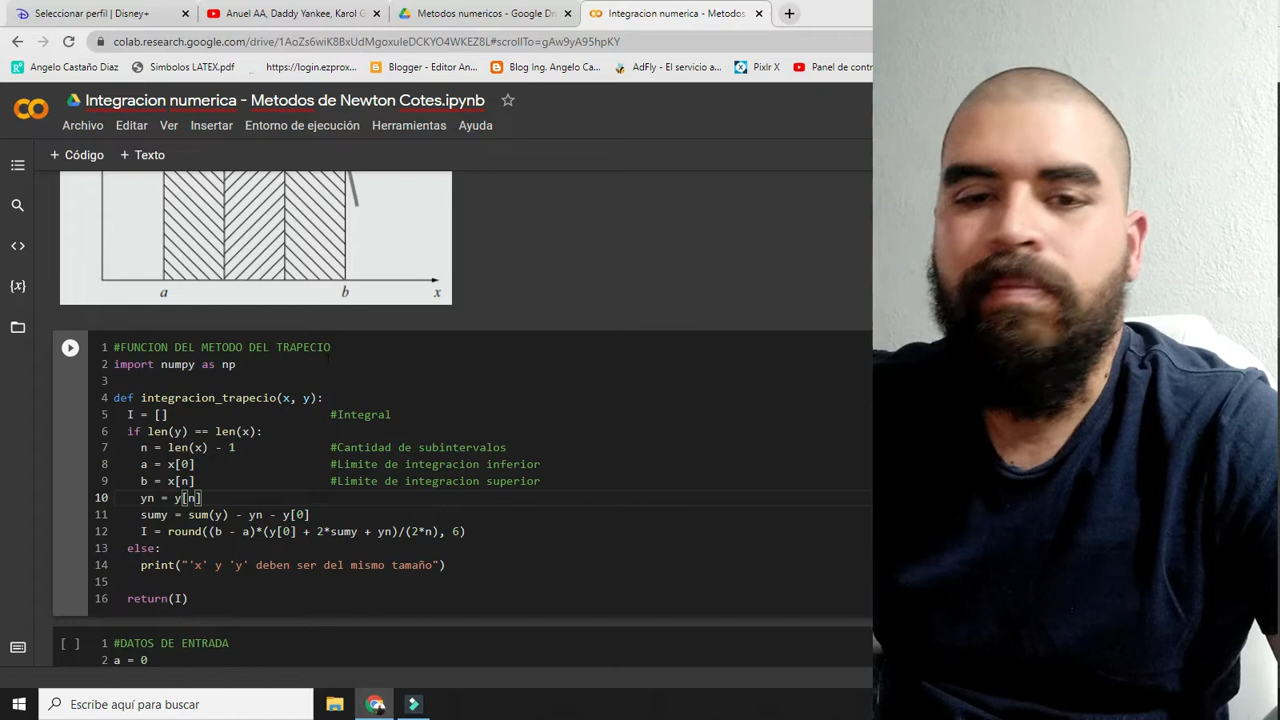 Seleccionar perfil | Disney+
Anuel AA, Daddy Yankee, Karol G
Metodos numericos - Google Dr
Integracion numerica - Metodos
colab.research.google.com/drive/1AoZs6wiK8BxUdMgoxuleDCKYO4WKEZ8L#scrollTo=gAw9yA95hpKY
Angelo Castaño Diaz
Simbolos LATEX.pdf
https://login.ezprox...
Blogger - Editor An...
Blog Ing. Angelo Ca...
AdFly - El servicio a...
Pixlr X
Panel de contr
Integracion numerica - Metodos de Newton Cotes.ipynb
Archivo Editar Ver Insertar Entorno de ejecución Herramientas Ayuda
+ Código + Texto
a b x
1 #FUNCION DEL METODO DEL TRAPECIO
2 import numpy as np
3
4 def integracion_trapecio(x, y):
5 I = [] #Integral
6 if len(y) == len(x):
7 n = len(x) - 1 #Cantidad de subintervalos
8 a = x[0] #Limite de integracion inferior
9 b = x[n] #Limite de integracion superior
10 yn = y[n]
11 sumy = sum(y) - yn - y[0]
12 I = round((b - a)*(y[0] + 2*sumy + yn)/(2*n), 6)
13 else:
14 print("'x' y 'y' deben ser del mismo tamaño")
15
16 return(I)
[ ] 1 #DATOS DE ENTRADA
2 a = 0
Escribe aquí para buscar